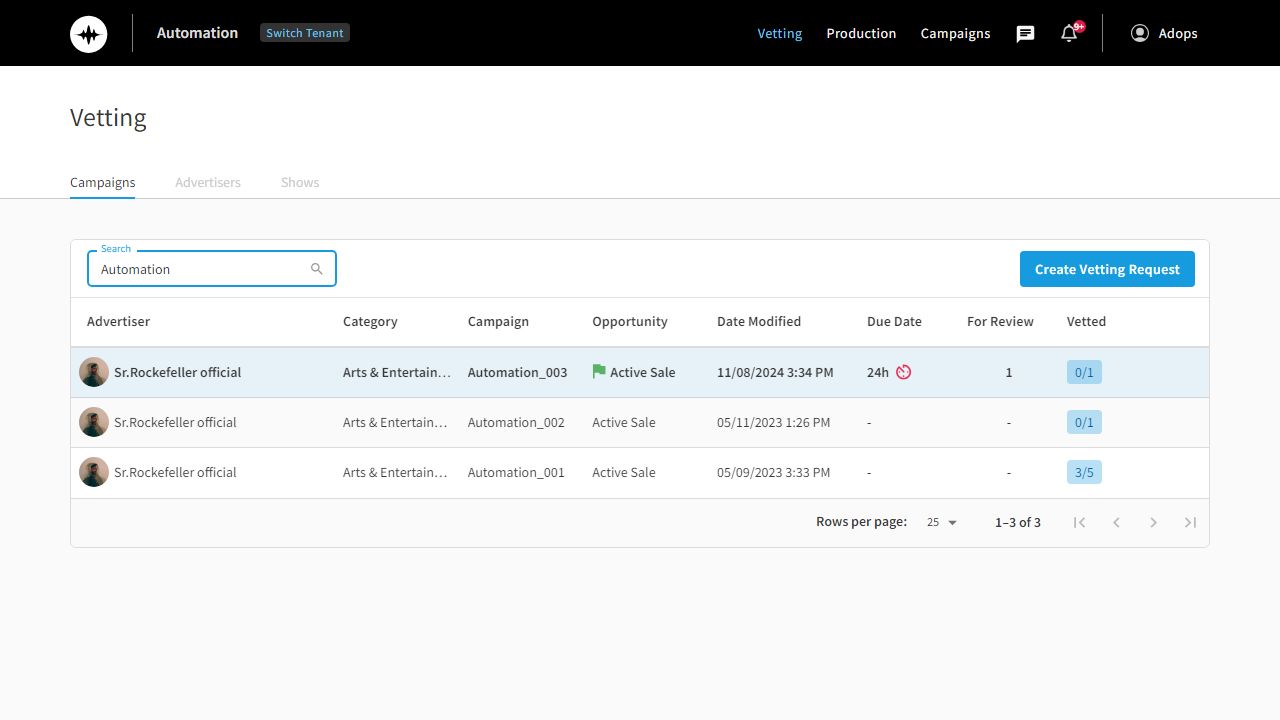 Automation Switch Tenant Vetting Production Campaigns 9+ Adops
Vetting
Campaigns Advertisers Shows
Search
Automation Create Vetting Request
Advertiser Category Campaign Opportunity Date Modified Due Date For Review Vetted
Sr.Rockefeller official Arts & Entertain… Automation_003 Active Sale 11/08/2024 3:34 PM 24h 1 0/1
Sr.Rockefeller official Arts & Entertain… Automation_002 Active Sale 05/11/2023 1:26 PM - - 0/1
Sr.Rockefeller official Arts & Entertain… Automation_001 Active Sale 05/09/2023 3:33 PM - - 3/5
Rows per page: 25 1–3 of 3